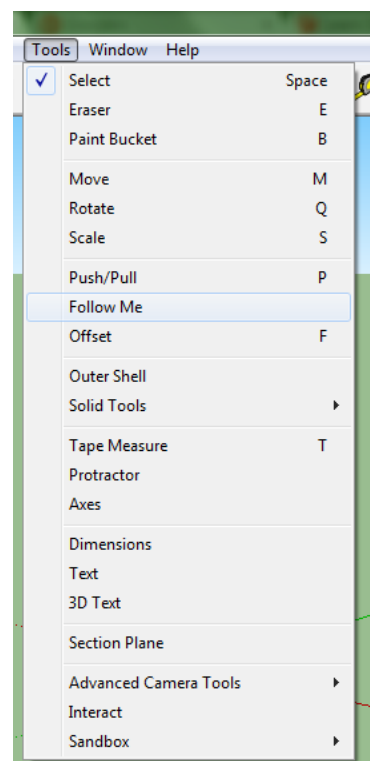 Tools Window Help
Select Space
Eraser E
Paint Bucket B
Move M
Rotate Q
Scale S
Push/Pull P
Follow Me
Offset F
Outer Shell
Solid Tools
Tape Measure T
Protractor
Axes
Dimensions
Text
3D Text
Section Plane
Advanced Camera Tools
Interact
Sandbox